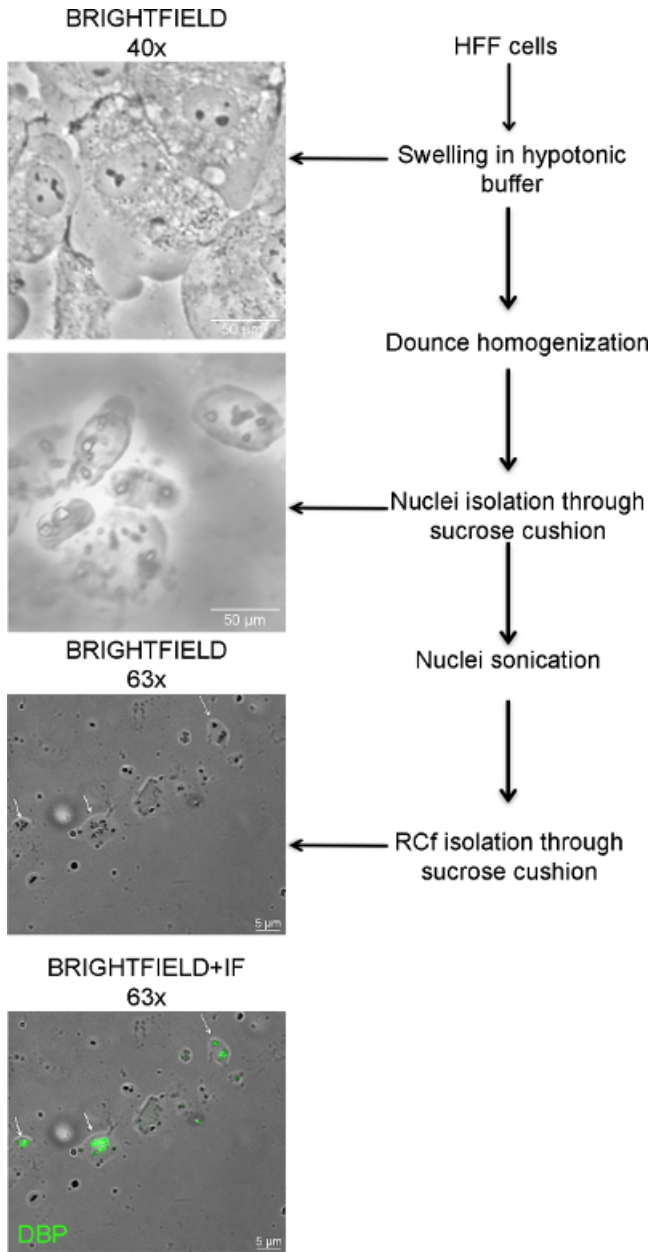 BRIGHTFIELD
40x
50 µm
50 µm
BRIGHTFIELD
63x
5 µm
BRIGHTFIELD+IF
63x
5 µm
DBP
HFF cells
Swelling in hypotonic
buffer
Dounce homogenization
Nuclei isolation through
sucrose cushion
Nuclei sonication
RCf isolation through
sucrose cushion